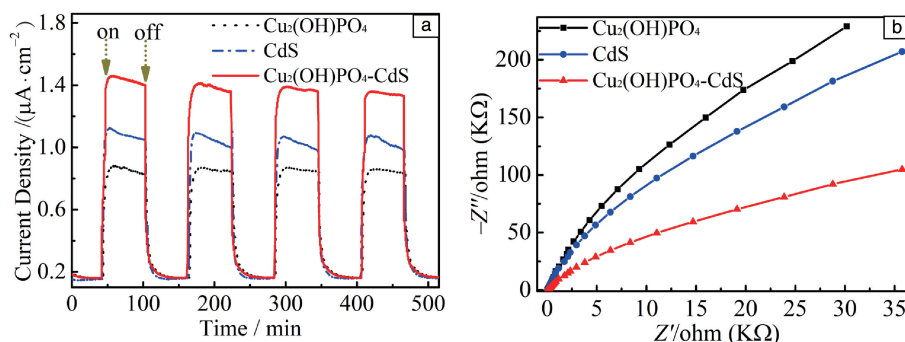 a
on off
Cu₂(OH)PO₄
CdS
Cu₂(OH)PO₄-CdS
Current Density /(μA · cm⁻²)
1.8
1.4
1.0
0.6
0.2
0 100 200 300 400 500
Time / min
b
Cu₂(OH)PO₄
CdS
Cu₂(OH)PO₄-CdS
–Z″/ohm (KΩ)
200
150
100
50
0
0 5 10 15 20 25 30 35
Z′/ohm (KΩ)